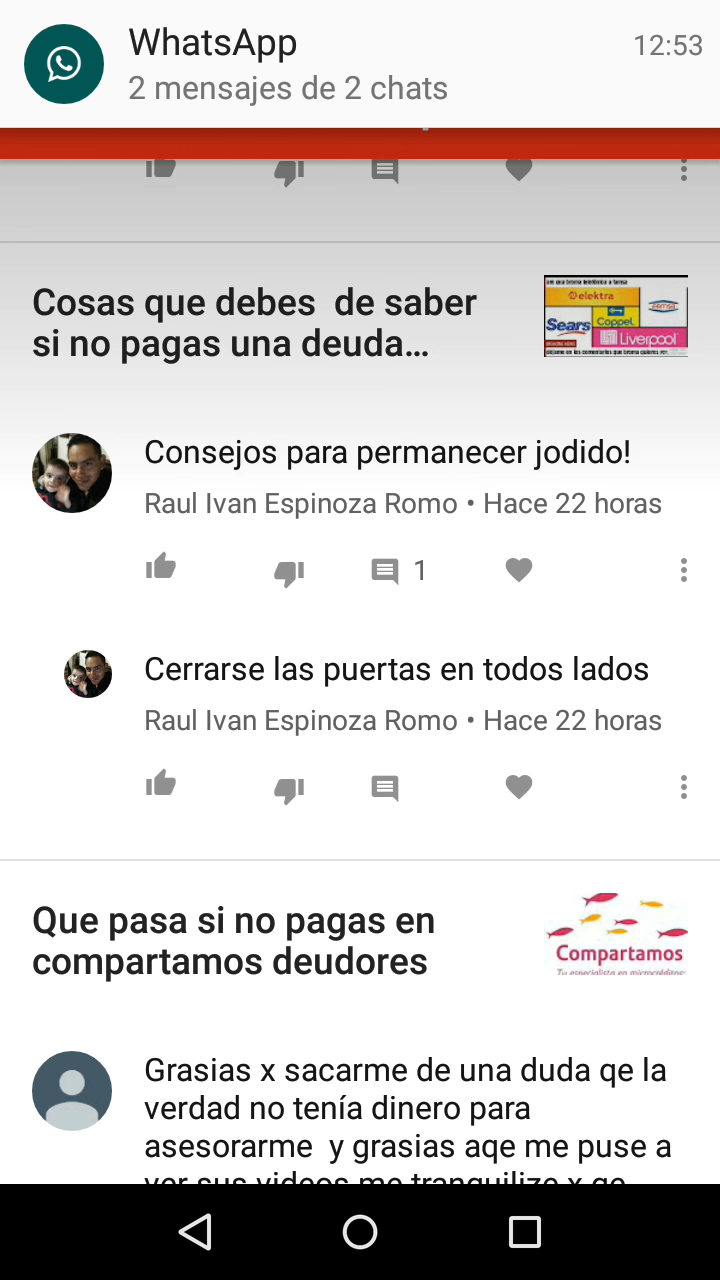 WhatsApp
12:53
2 mensajes de 2 chats
Cosas que debes  de saber
si no pagas una deuda…
elektra
Sears
Coppel
Liverpool
Consejos para permanecer jodido!
Raul Ivan Espinoza Romo • Hace 22 horas
1
Cerrarse las puertas en todos lados
Raul Ivan Espinoza Romo • Hace 22 horas
Que pasa si no pagas en
compartamos deudores
Compartamos
Tu especialista en microcréditos
Grasias x sacarme de una duda qe la
verdad no tenía dinero para
asesorarme  y grasias aqe me puse a
ver sus videos me tranquilize x qe